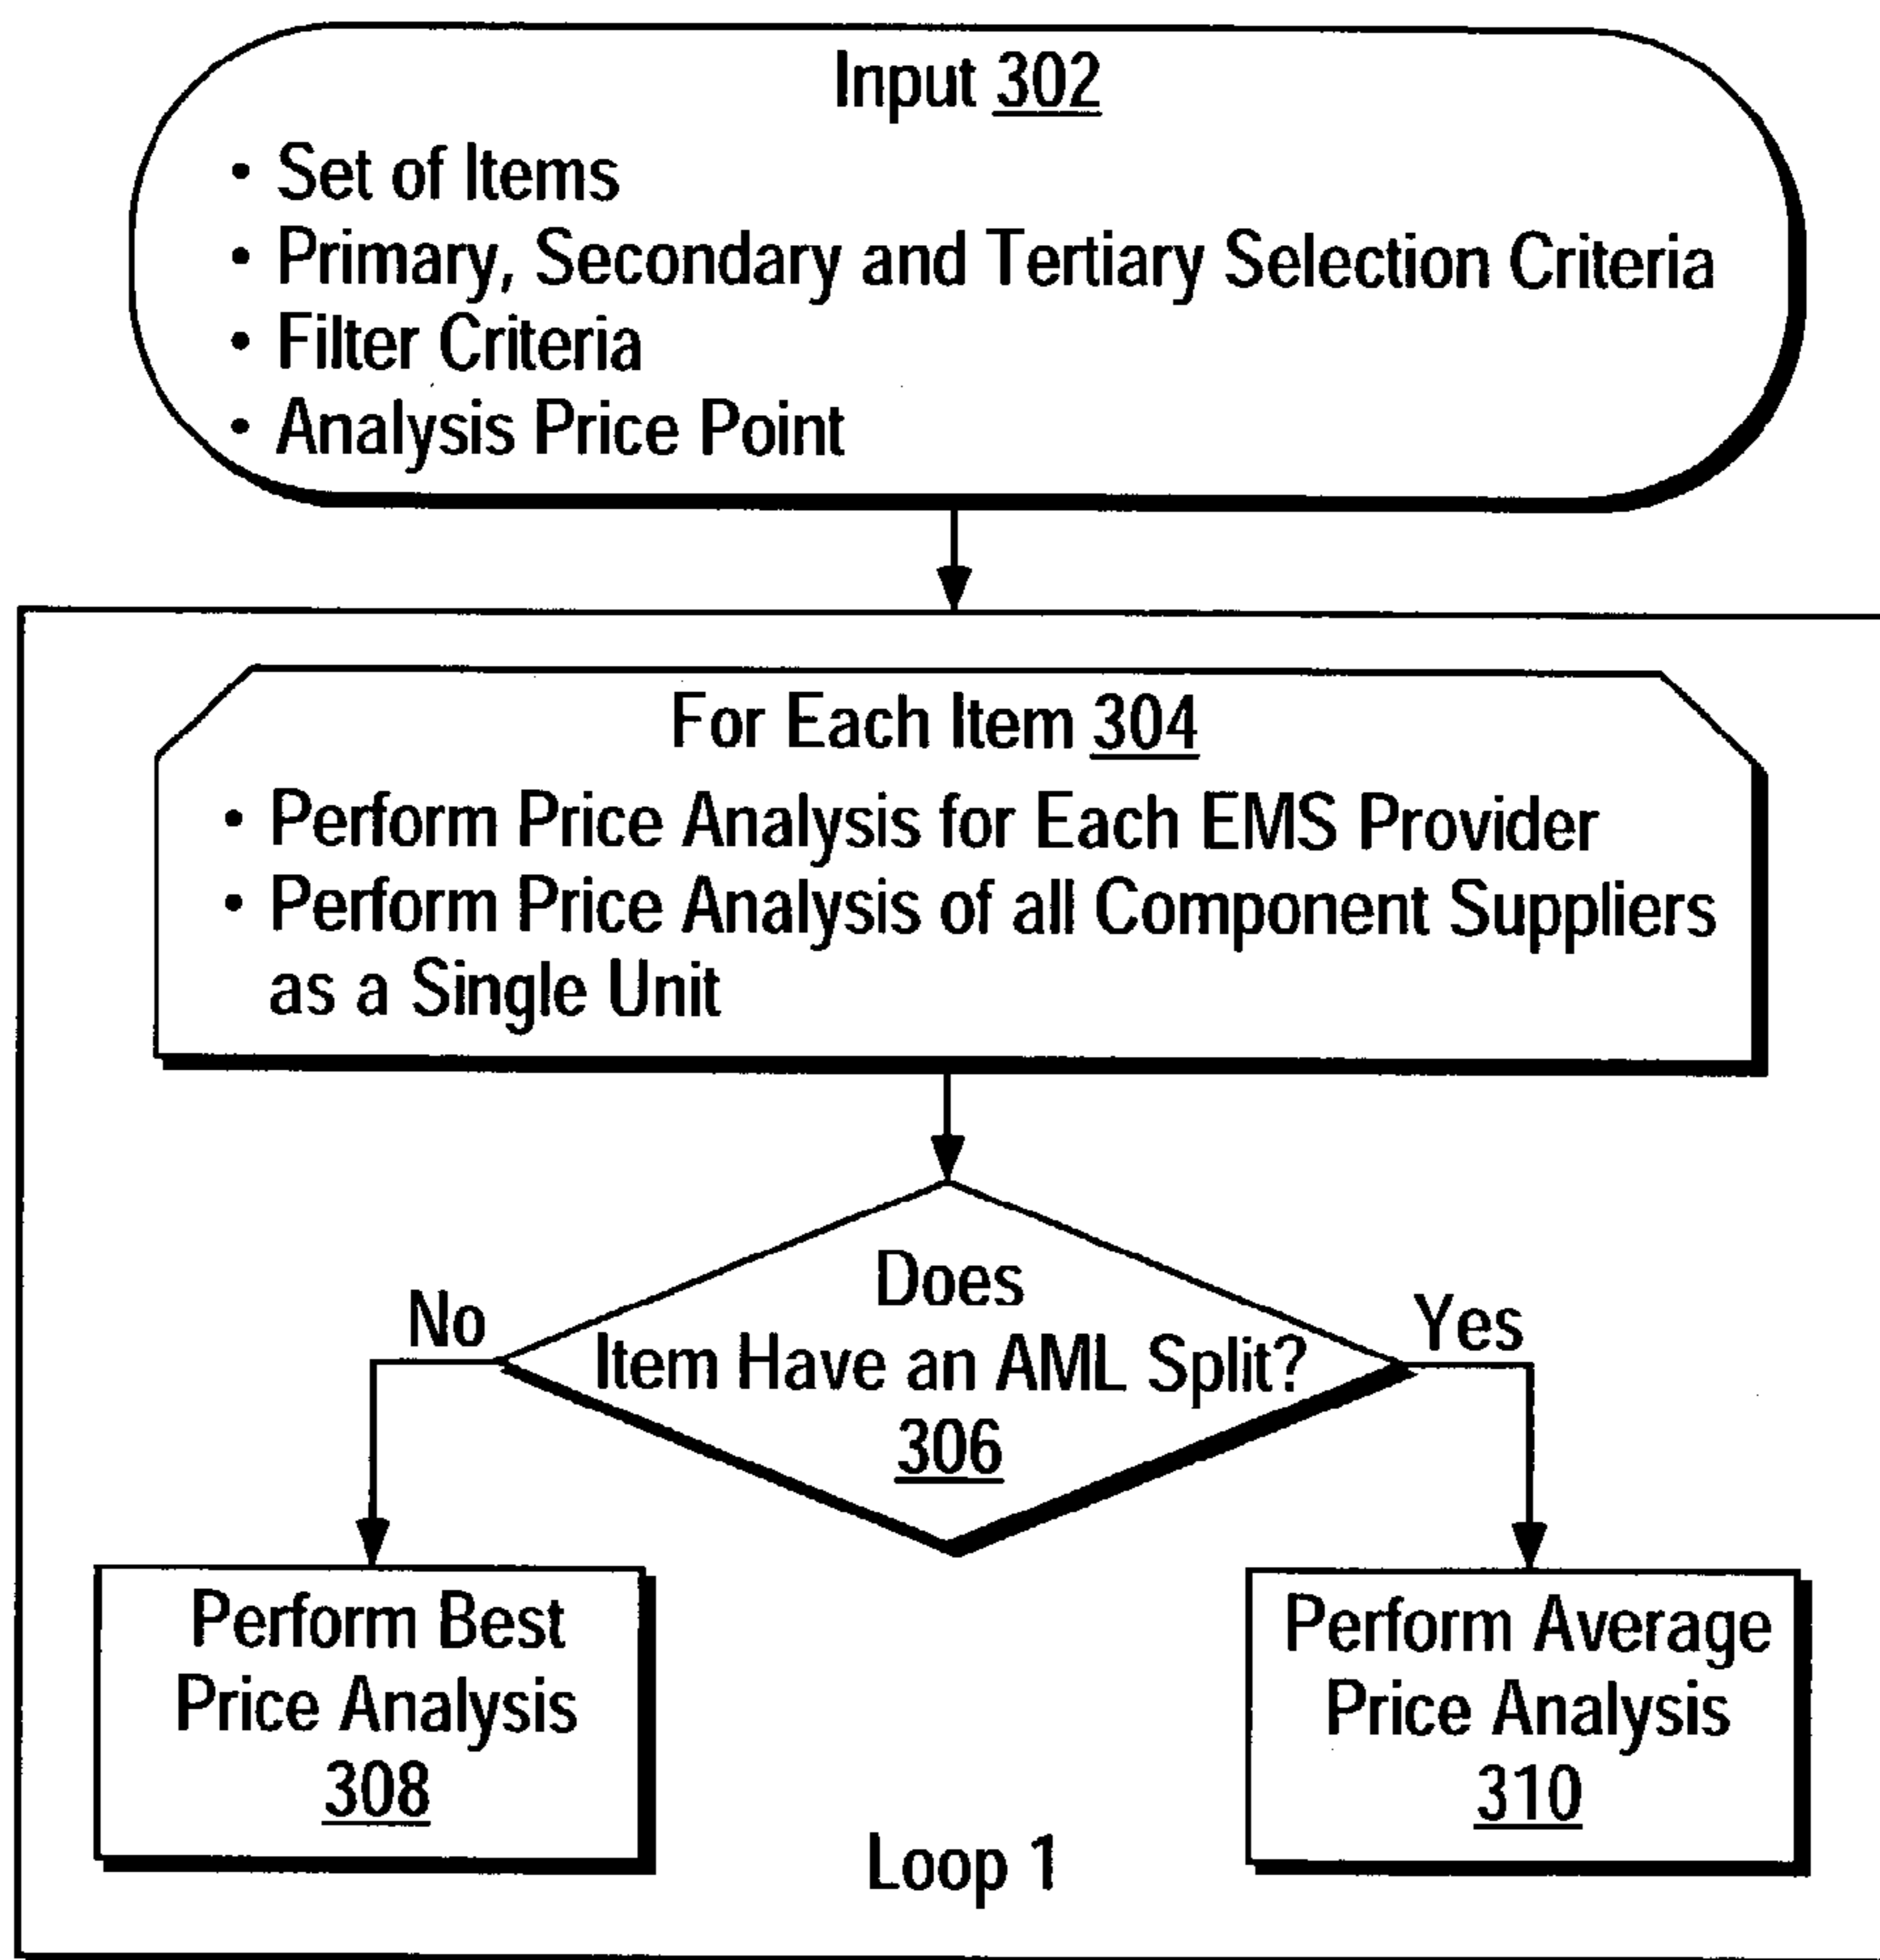 Input 302
• Set of Items
• Primary, Secondary and Tertiary Selection Criteria
• Filter Criteria
• Analysis Price Point
For Each Item 304
• Perform Price Analysis for Each EMS Provider
• Perform Price Analysis of all Component Suppliers
as a Single Unit
Does
Item Have an AML Split?
306
No
Yes
Perform Best
Price Analysis
308
Perform Average
Price Analysis
310
Loop 1